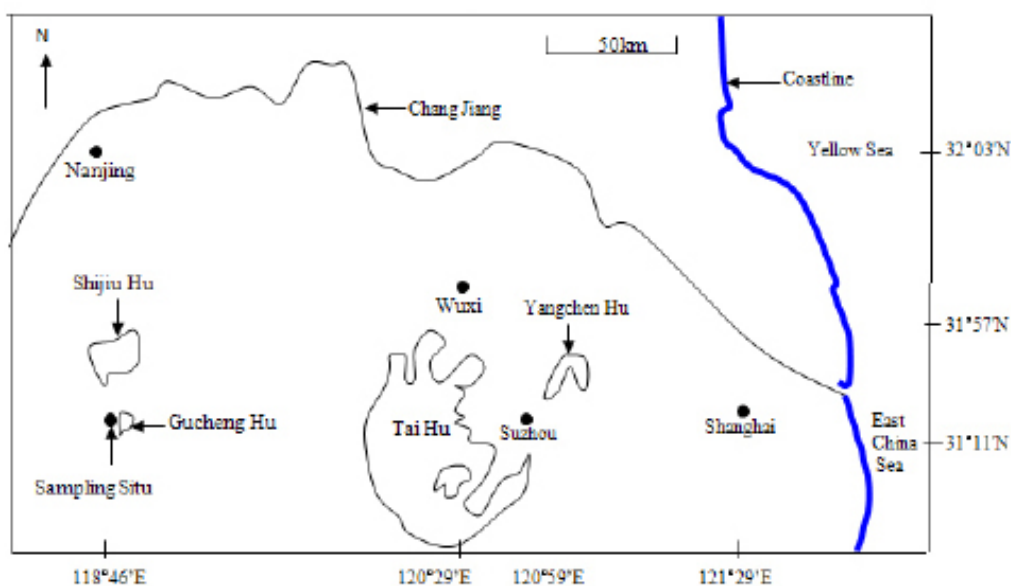 N
50km
Coastline
Chang Jiang
Yellow Sea
32°03'N
Nanjing
Shijiu Hu
Wuxi
Yangchen Hu
31°57'N
Gucheng Hu
Tai Hu
Suzhou
Shanghai
East
China
Sea
31°11'N
Sampling Situ
118°46'E
120°29'E
120°59'E
121°29'E